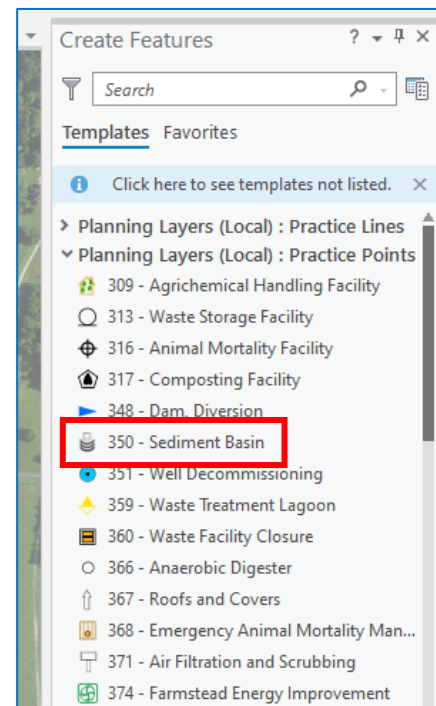 Create Features
Search
Templates Favorites
Click here to see templates not listed.
Planning Layers (Local) : Practice Lines
Planning Layers (Local) : Practice Points
309 - Agrichemical Handling Facility
313 - Waste Storage Facility
316 - Animal Mortality Facility
317 - Composting Facility
348 - Dam, Diversion
350 - Sediment Basin
351 - Well Decommissioning
359 - Waste Treatment Lagoon
360 - Waste Facility Closure
366 - Anaerobic Digester
367 - Roofs and Covers
368 - Emergency Animal Mortality Man...
371 - Air Filtration and Scrubbing
374 - Farmstead Energy Improvement